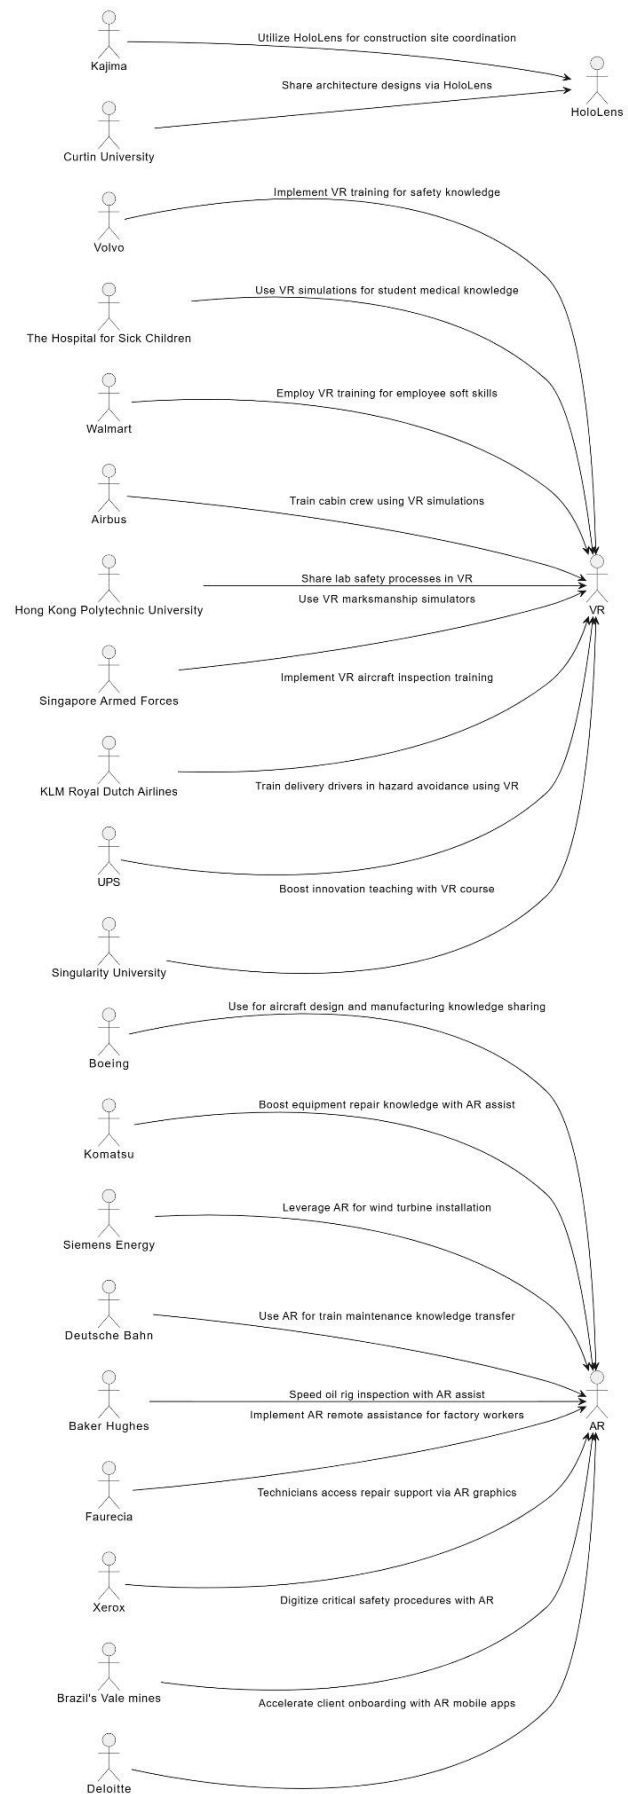 Utilize HoloLens for construction site coordination
Kajima
Share architecture designs via HoloLens
HoloLens
Curtin University
Implement VR training for safety knowledge
Volvo
Use VR simulations for student medical knowledge
The Hospital for Sick Children
Employ VR training for employee soft skills
Walmart
Train cabin crew using VR simulations
Airbus
Share lab safety processes in VR
Use VR marksmanship simulators
Hong Kong Polytechnic University
VR
Implement VR aircraft inspection training
Singapore Armed Forces
Train delivery drivers in hazard avoidance using VR
KLM Royal Dutch Airlines
UPS
Boost innovation teaching with VR course
Singularity University
Use for aircraft design and manufacturing knowledge sharing
Boeing
Boost equipment repair knowledge with AR assist
Komatsu
Leverage AR for wind turbine installation
Siemens Energy
Use AR for train maintenance knowledge transfer
Deutsche Bahn
Speed oil rig inspection with AR assist
Implement AR remote assistance for factory workers
Baker Hughes
AR
Technicians access repair support via AR graphics
Faurecia
Digitize critical safety procedures with AR
Xerox
Brazil's Vale mines
Accelerate client onboarding with AR mobile apps
Deloitte